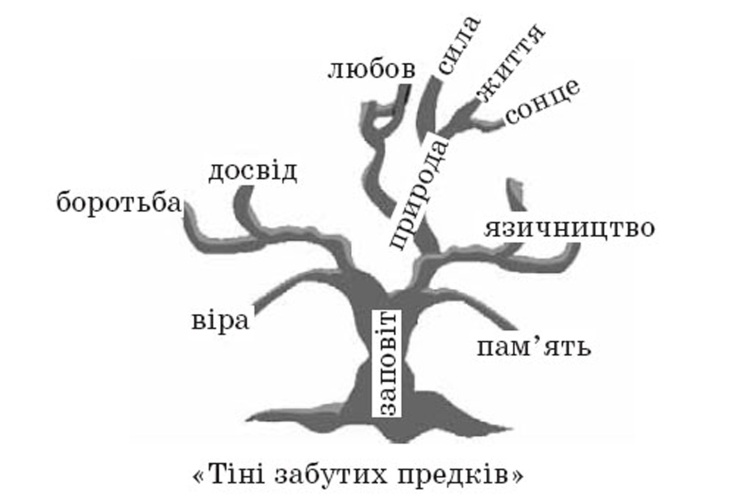 любов
сила
життя
сонце
природа
досвід
боротьба
язичництво
віра
пам’ять
заповіт
«Тіні забутих предків»